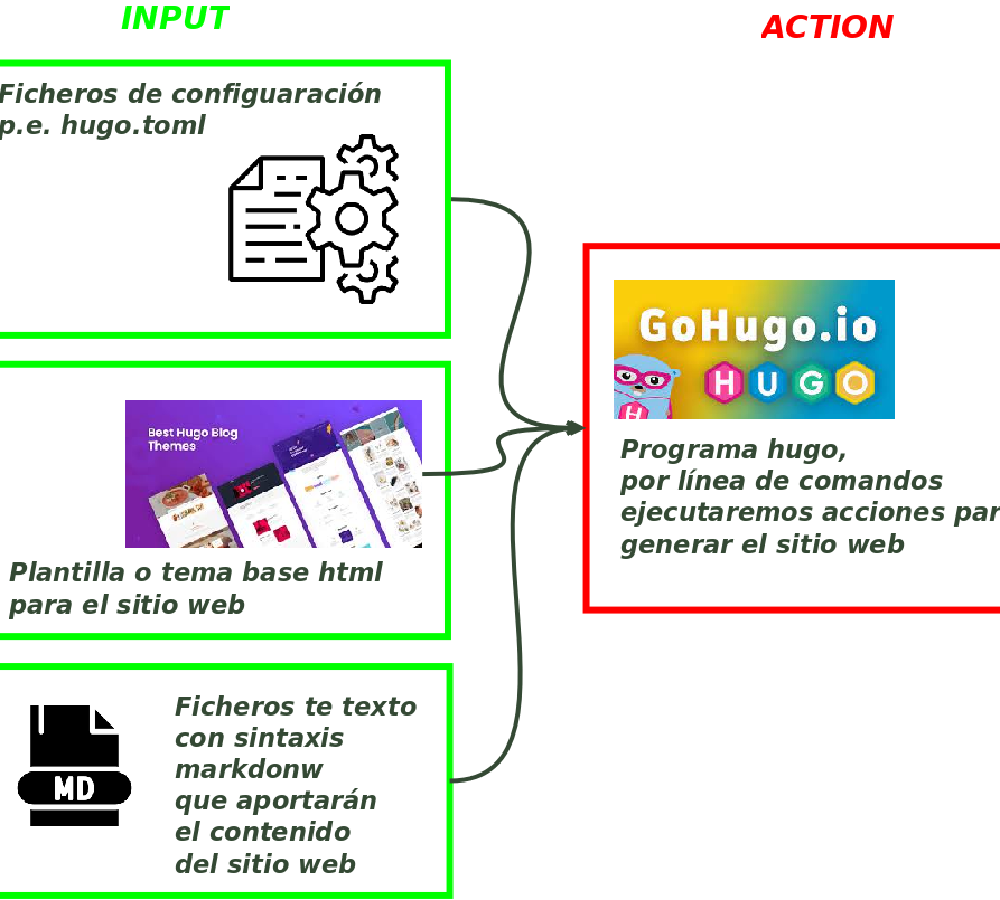 INPUT
ACTION
Ficheros de configuaración
p.e. hugo.toml
Best Hugo Blog
Themes
Plantilla o tema base html
para el sitio web
MD
Ficheros te texto
con sintaxis
markdonw
que aportarán
el contenido
del sitio web
GoHugo.io
HUGO
H
Programa hugo,
por línea de comandos
ejecutaremos acciones par
generar el sitio web